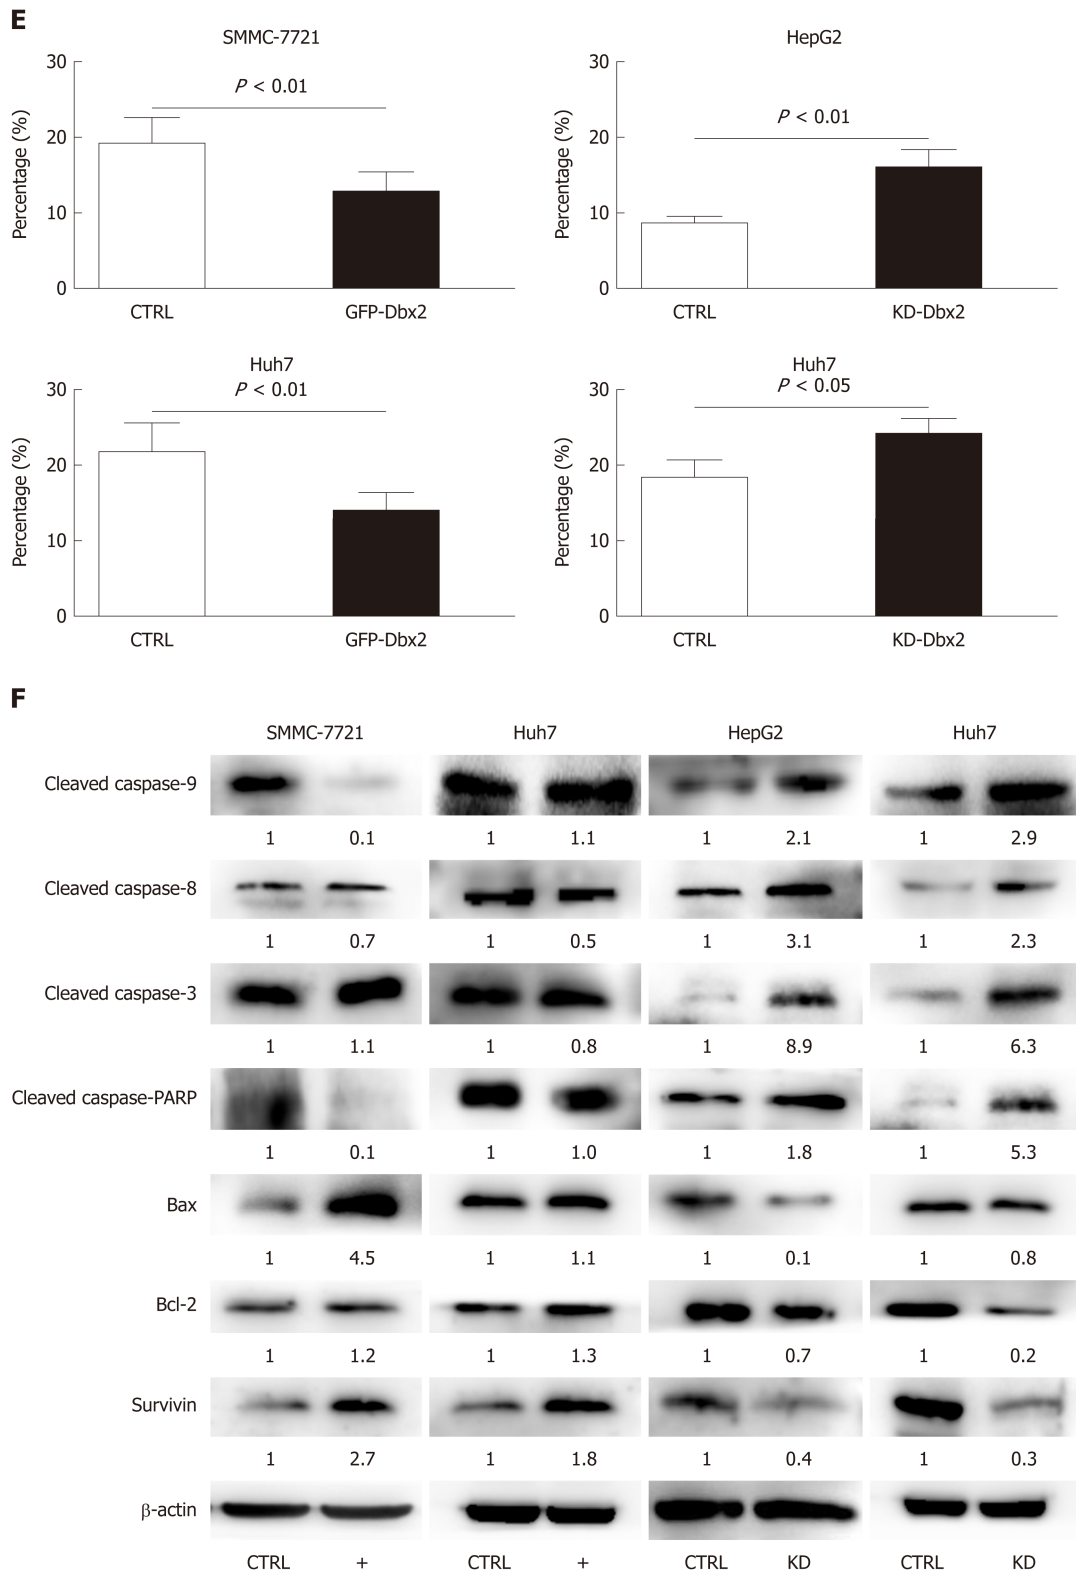 E
SMMC-7721
HepG2
30
20
10
0
Percentage (%)
P < 0.01
CTRL
GFP-Dbx2
30
20
10
0
Percentage (%)
P < 0.01
CTRL
KD-Dbx2
Huh7
30
20
10
0
Percentage (%)
P < 0.01
CTRL
GFP-Dbx2
Huh7
30
20
10
0
Percentage (%)
P < 0.05
CTRL
KD-Dbx2
F
SMMC-7721 Huh7 HepG2 Huh7
Cleaved caspase-9
1 0.1 1 1.1 1 2.1 1 2.9
Cleaved caspase-8
1 0.7 1 0.5 1 3.1 1 2.3
Cleaved caspase-3
1 1.1 1 0.8 1 8.9 1 6.3
Cleaved caspase-PARP
1 0.1 1 1.0 1 1.8 1 5.3
Bax
1 4.5 1 1.1 1 0.1 1 0.8
Bcl-2
1 1.2 1 1.3 1 0.7 1 0.2
Survivin
1 2.7 1 1.8 1 0.4 1 0.3
β-actin
CTRL + CTRL + CTRL KD CTRL KD